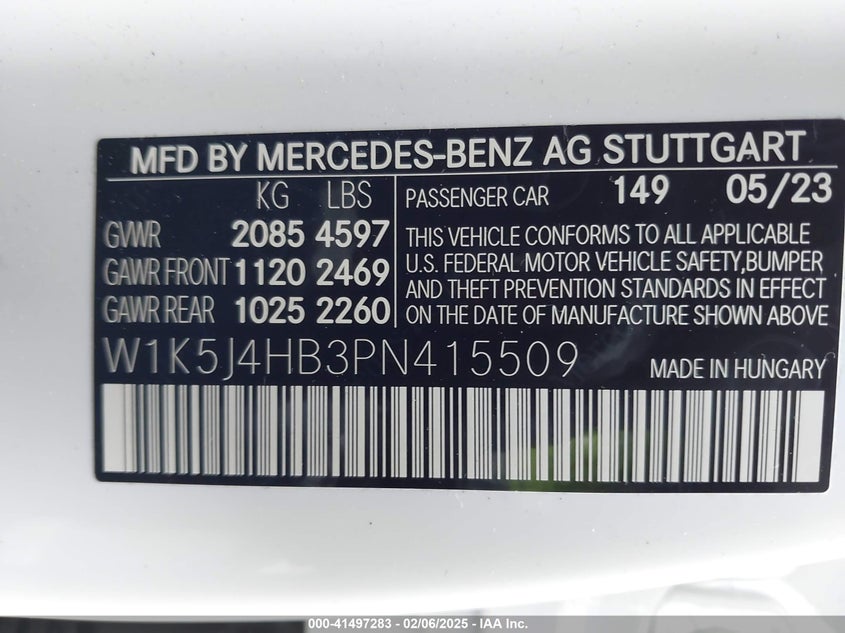 MFD BY MERCEDES-BENZ AG STUTTGART
KG LBS
GVWR 2085 4597
GAWR FRONT 1120 2469
GAWR REAR 1025 2260
PASSENGER CAR 149 05/23
THIS VEHICLE CONFORMS TO ALL APPLICABLE
U.S. FEDERAL MOTOR VEHICLE SAFETY,BUMPER
AND THEFT PREVENTION STANDARDS IN EFFECT
ON THE DATE OF MANUFACTURE SHOWN ABOVE
W1K5J4HB3PN415509
MADE IN HUNGARY
000-41497283 - 02/06/2025 - IAA Inc.